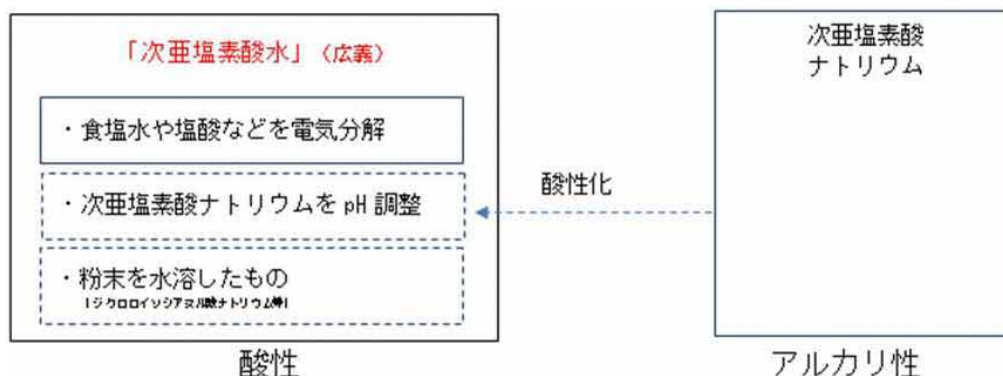 「次亜塩素酸水」（広義）
・食塩水や塩酸などを電気分解
・次亜塩素酸ナトリウムを pH 調整
・粉末を水溶したもの
(ジクロロイソシアヌル酸ナトリウム等)
酸性
酸性化
次亜塩素酸
ナトリウム
アルカリ性